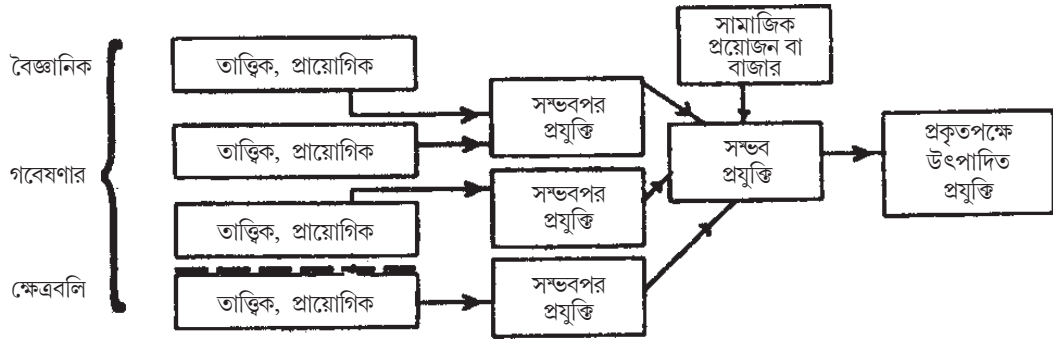 বৈজ্ঞানিক
গবেষণার
ক্ষেত্রবলি
তাত্ত্বিক, প্রায়োগিক
তাত্ত্বিক, প্রায়োগিক
তাত্ত্বিক, প্রায়োগিক
তাত্ত্বিক, প্রায়োগিক
সম্ভবপর
প্রযুক্তি
সম্ভবপর
প্রযুক্তি
সম্ভবপর
প্রযুক্তি
সামাজিক
প্রয়োজন বা
বাজার
সম্ভব
প্রযুক্তি
প্রকৃতপক্ষে
উৎপাদিত
প্রযুক্তি